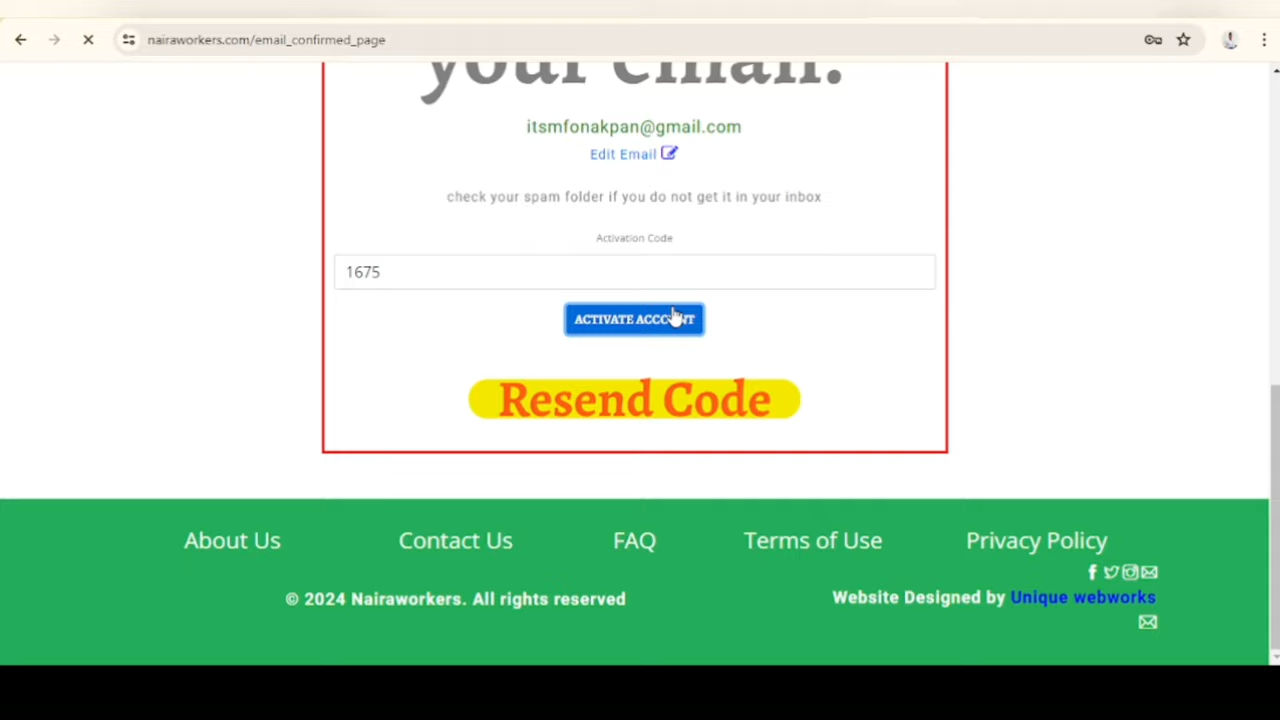 nairaworkers.com/email_confirmed_page
your email.
itsmfonakpan@gmail.com
Edit Email
check your spam folder if you do not get it in your inbox
Activation Code
1675
ACTIVATE ACCOUNT
Resend Code
About Us Contact Us FAQ Terms of Use Privacy Policy
© 2024 Nairaworkers. All rights reserved
Website Designed by Unique webworks